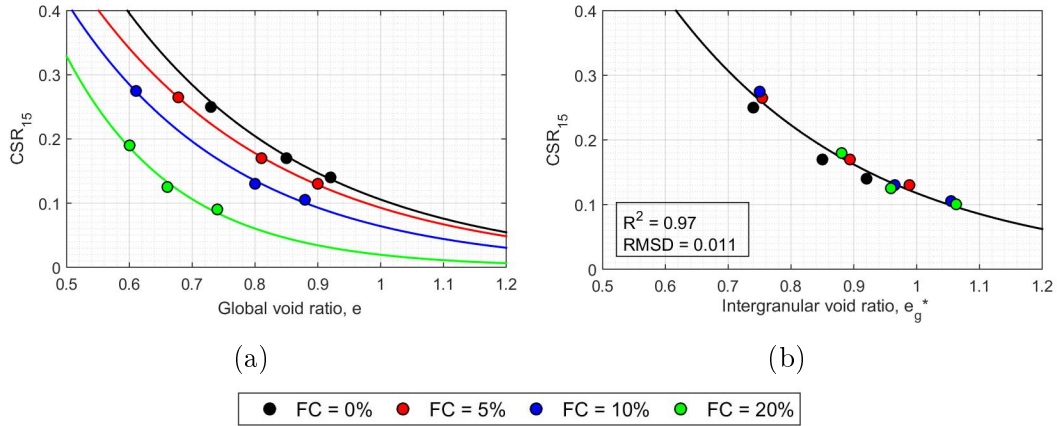 0.4
0.3
0.2
0.1
0
CSR15
0.5 0.6 0.7 0.8 0.9 1 1.1 1.2
Global void ratio, e
(a)
0.4
0.3
0.2
0.1
0
CSR15
R2 = 0.97
RMSD = 0.011
0.5 0.6 0.7 0.8 0.9 1 1.1 1.2
Intergranular void ratio, eg*
(b)
FC = 0% FC = 5% FC = 10% FC = 20%